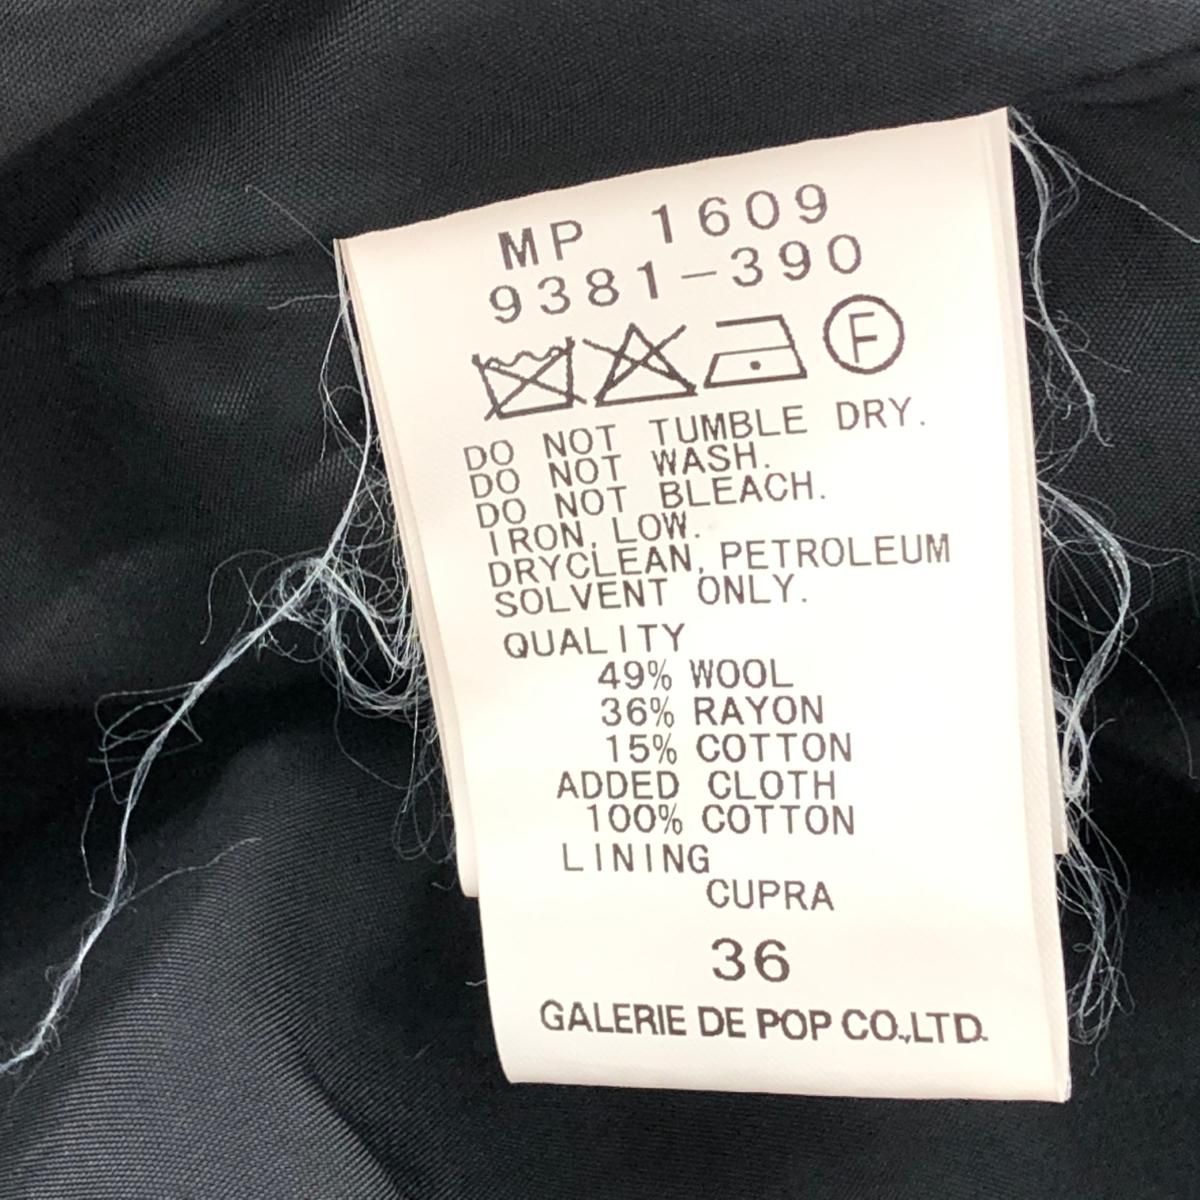 MP 1609
9381-390
F
DO NOT TUMBLE DRY.
DO NOT WASH.
DO NOT BLEACH.
IRON, LOW.
DRYCLEAN, PETROLEUM
SOLVENT ONLY.
QUALITY
49% WOOL
36% RAYON
15% COTTON
ADDED CLOTH
100% COTTON
LINING
CUPRA
36
GALERIE DE POP CO.,LTD.